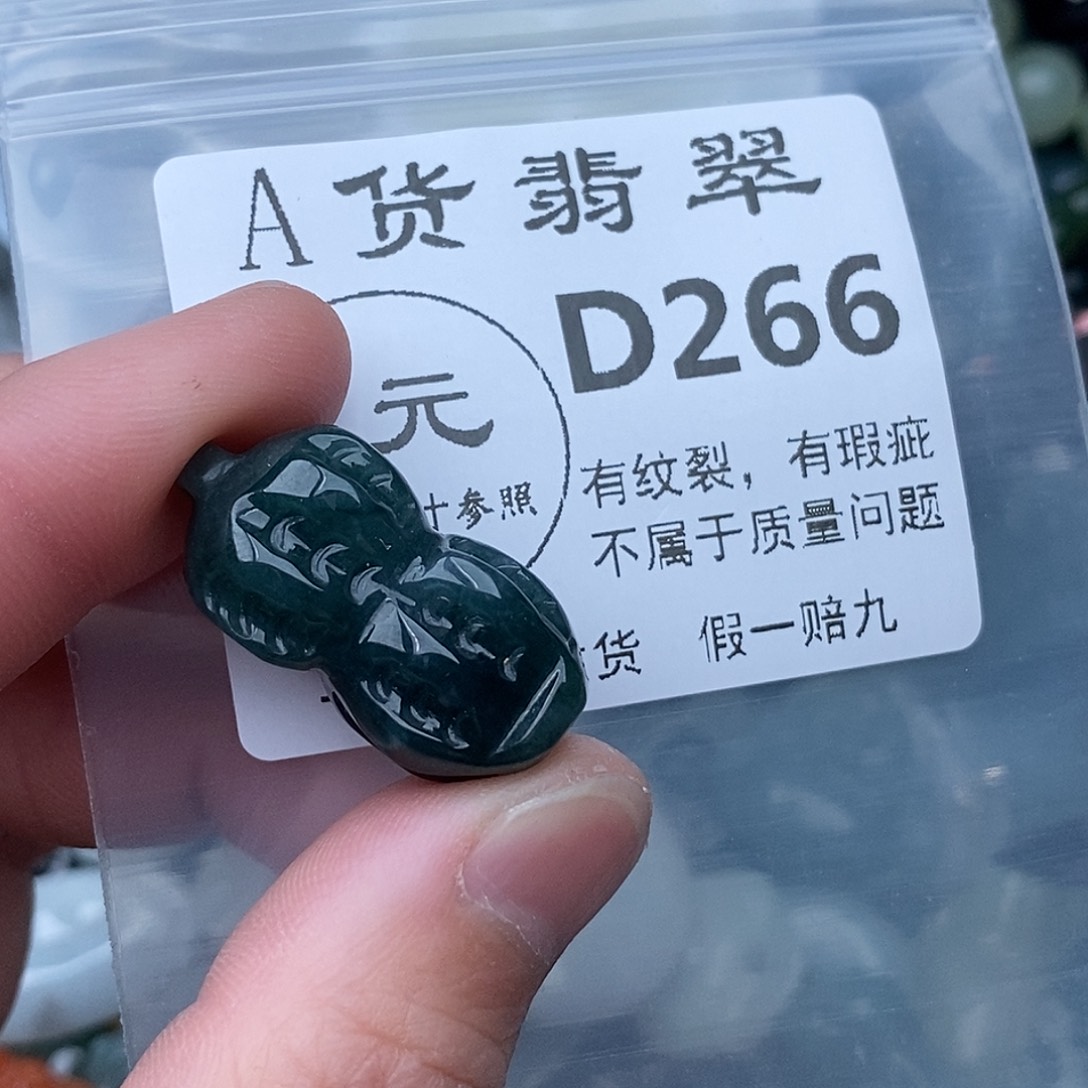 A货翡翠
D266
元
参照
有纹裂，有瑕疵
不属于质量问题
货 假一赔九